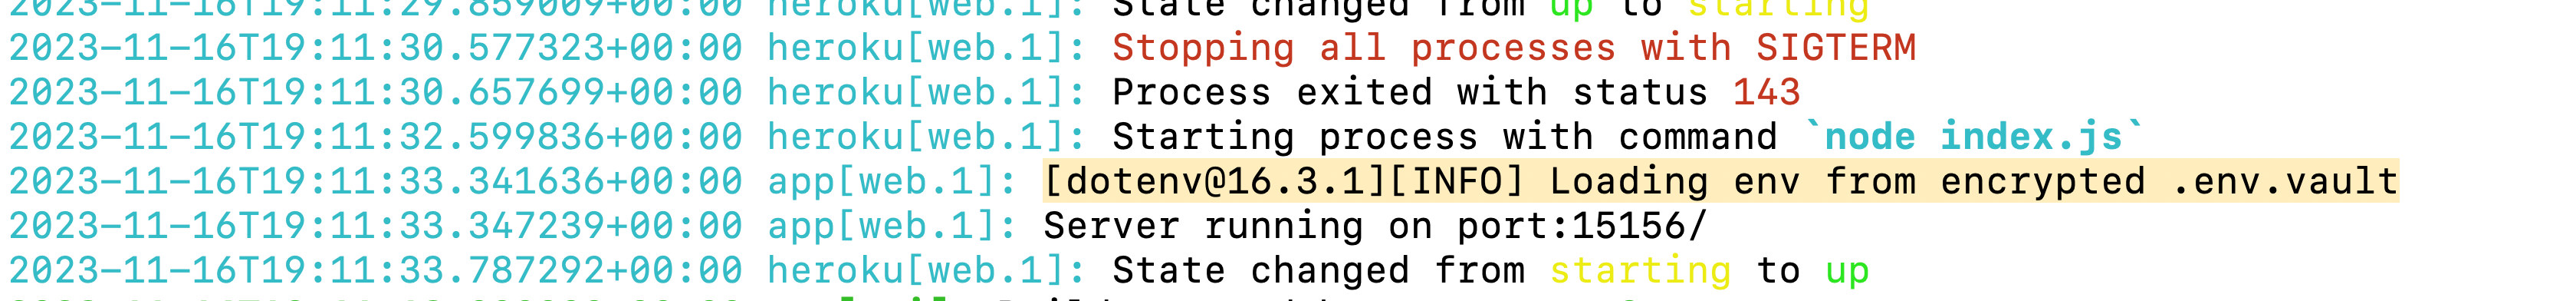 2023-11-16T19:11:29.859009+00:00 heroku[web.1]: State changed from up to starting
2023-11-16T19:11:30.577323+00:00 heroku[web.1]: Stopping all processes with SIGTERM
2023-11-16T19:11:30.657699+00:00 heroku[web.1]: Process exited with status 143
2023-11-16T19:11:32.599836+00:00 heroku[web.1]: Starting process with command `node index.js`
2023-11-16T19:11:33.341636+00:00 app[web.1]: [dotenv@16.3.1][INFO] Loading env from encrypted .env.vault
2023-11-16T19:11:33.347239+00:00 app[web.1]: Server running on port:15156/
2023-11-16T19:11:33.787292+00:00 heroku[web.1]: State changed from starting to up